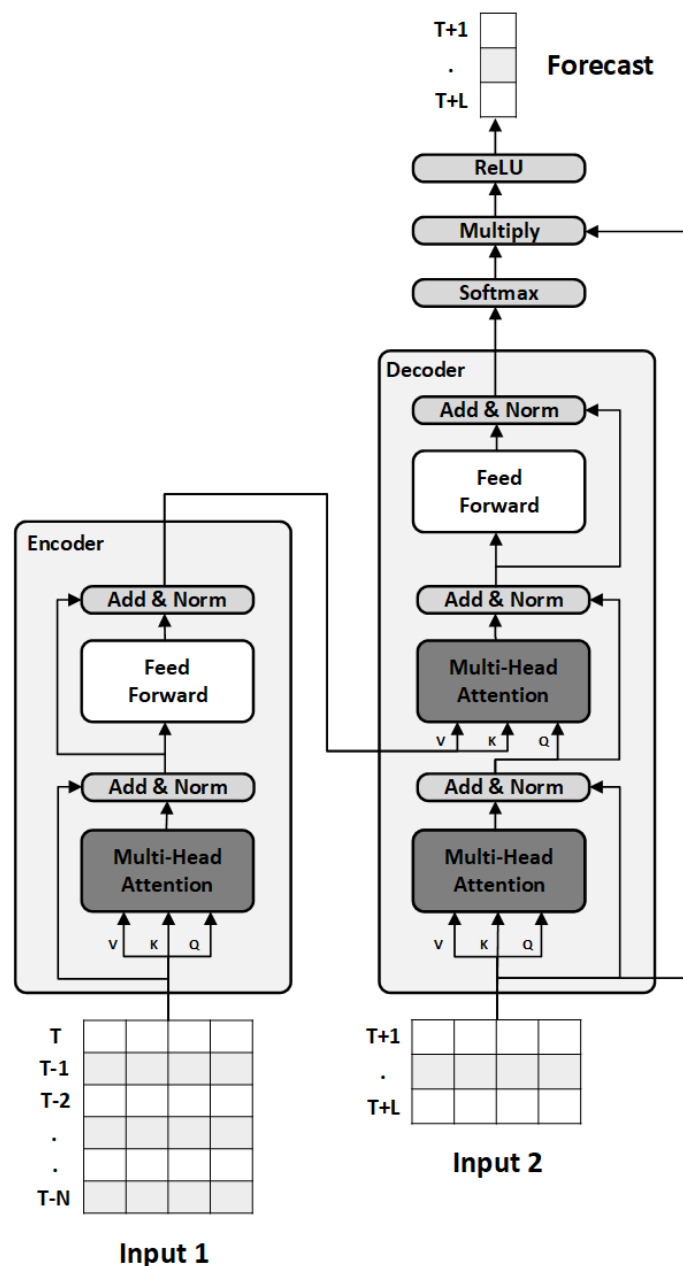 T+1
.
T+L
Forecast
ReLU
Multiply
Softmax
Decoder
Add & Norm
Feed
Forward
Add & Norm
Multi-Head
Attention
V K Q
Add & Norm
Multi-Head
Attention
V K Q
T+1
.
T+L
Input 2
Encoder
Add & Norm
Feed
Forward
Add & Norm
Multi-Head
Attention
V K Q
T
T-1
T-2
.
.
T-N
Input 1